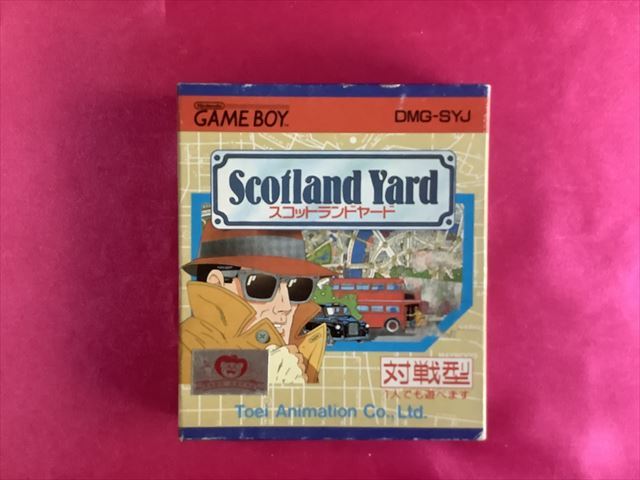 Nintendo
GAME BOY™
DMG-SYJ
Scotland Yard
スコットランドヤード
対戦型
1人でも遊べます
Toei Animation Co., Ltd.